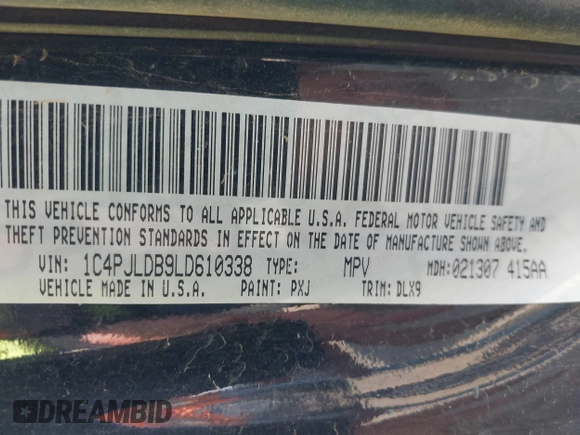 THIS VEHICLE CONFORMS TO ALL APPLICABLE U.S.A. FEDERAL MOTOR VEHICLE SAFETY AND
THEFT PREVENTION STANDARDS IN EFFECT ON THE DATE OF MANUFACTURE SHOWN ABOVE.
VIN: 1C4PJLDB9LD610338 TYPE: MPV MDH:021307 415AA
VEHICLE MADE IN U.S.A. PAINT: PXJ TRIM: DLX9
DREAMBID